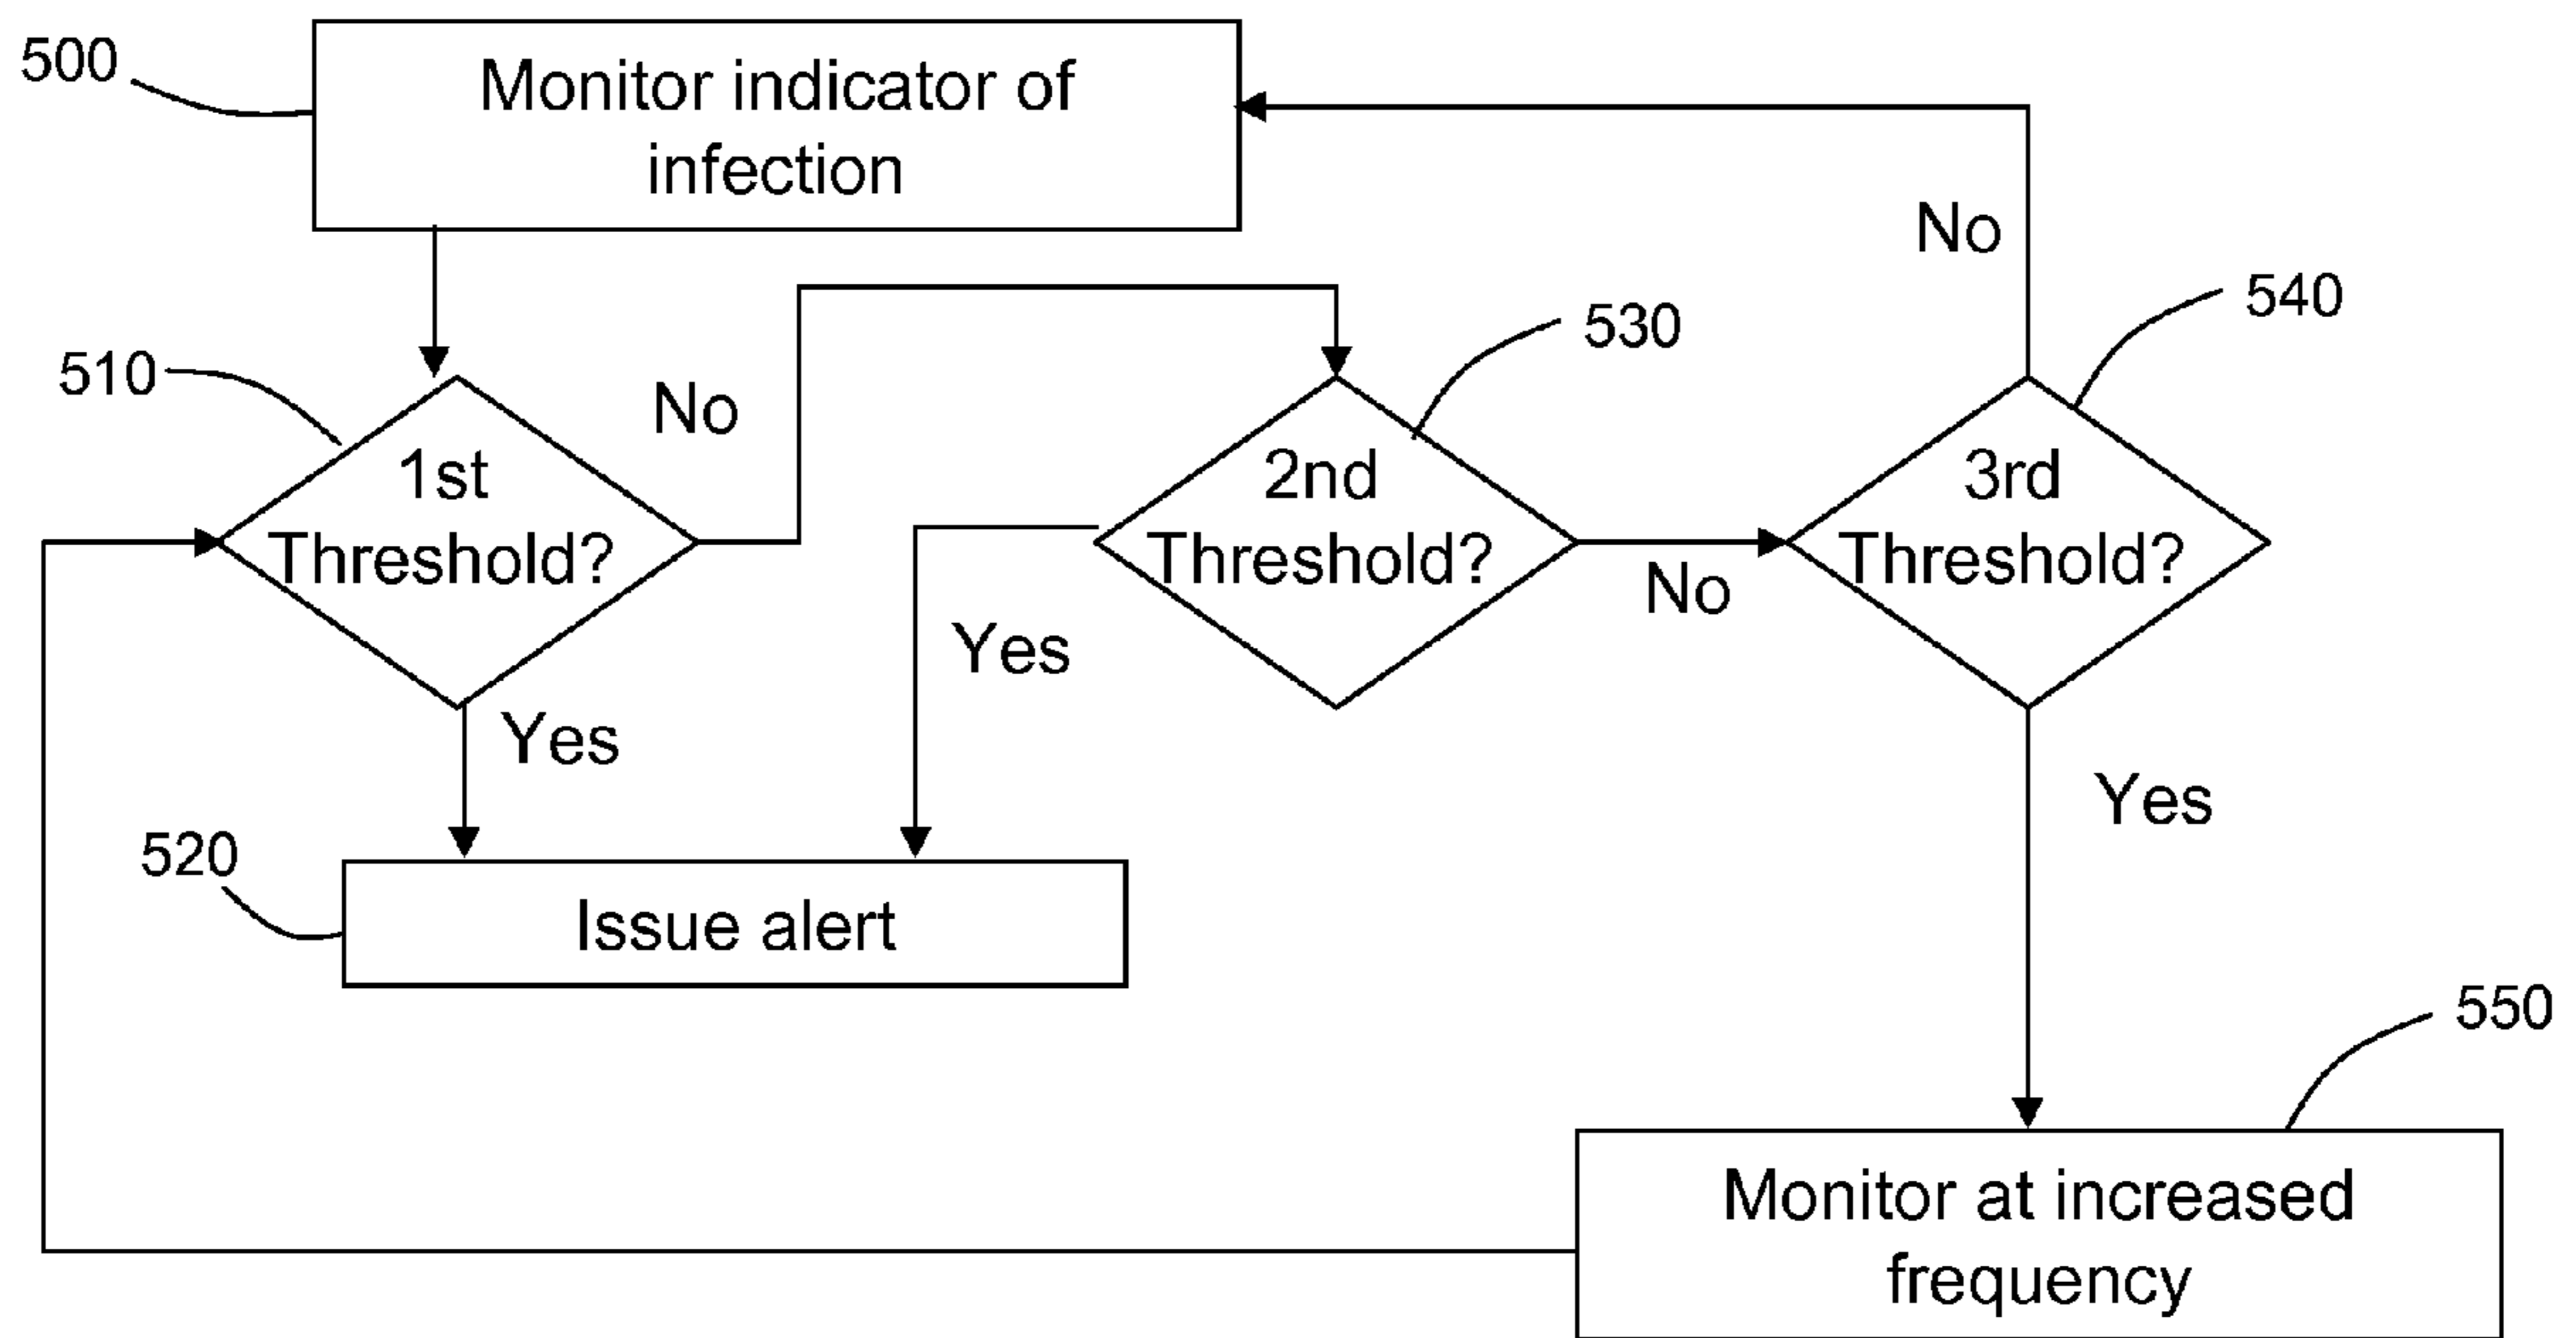 500
Monitor indicator of
infection
No
540
530
510
No
1st
Threshold?
2nd
Threshold?
No
3rd
Threshold?
Yes
Yes
Yes
520
Issue alert
550
Monitor at increased
frequency